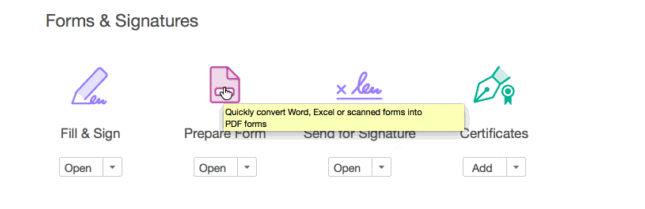 Forms & Signatures
Quickly convert Word, Excel or scanned forms into
PDF forms
Fill & Sign
Prepare Form
Send for Signature
Certificates
Open
Open
Open
Add